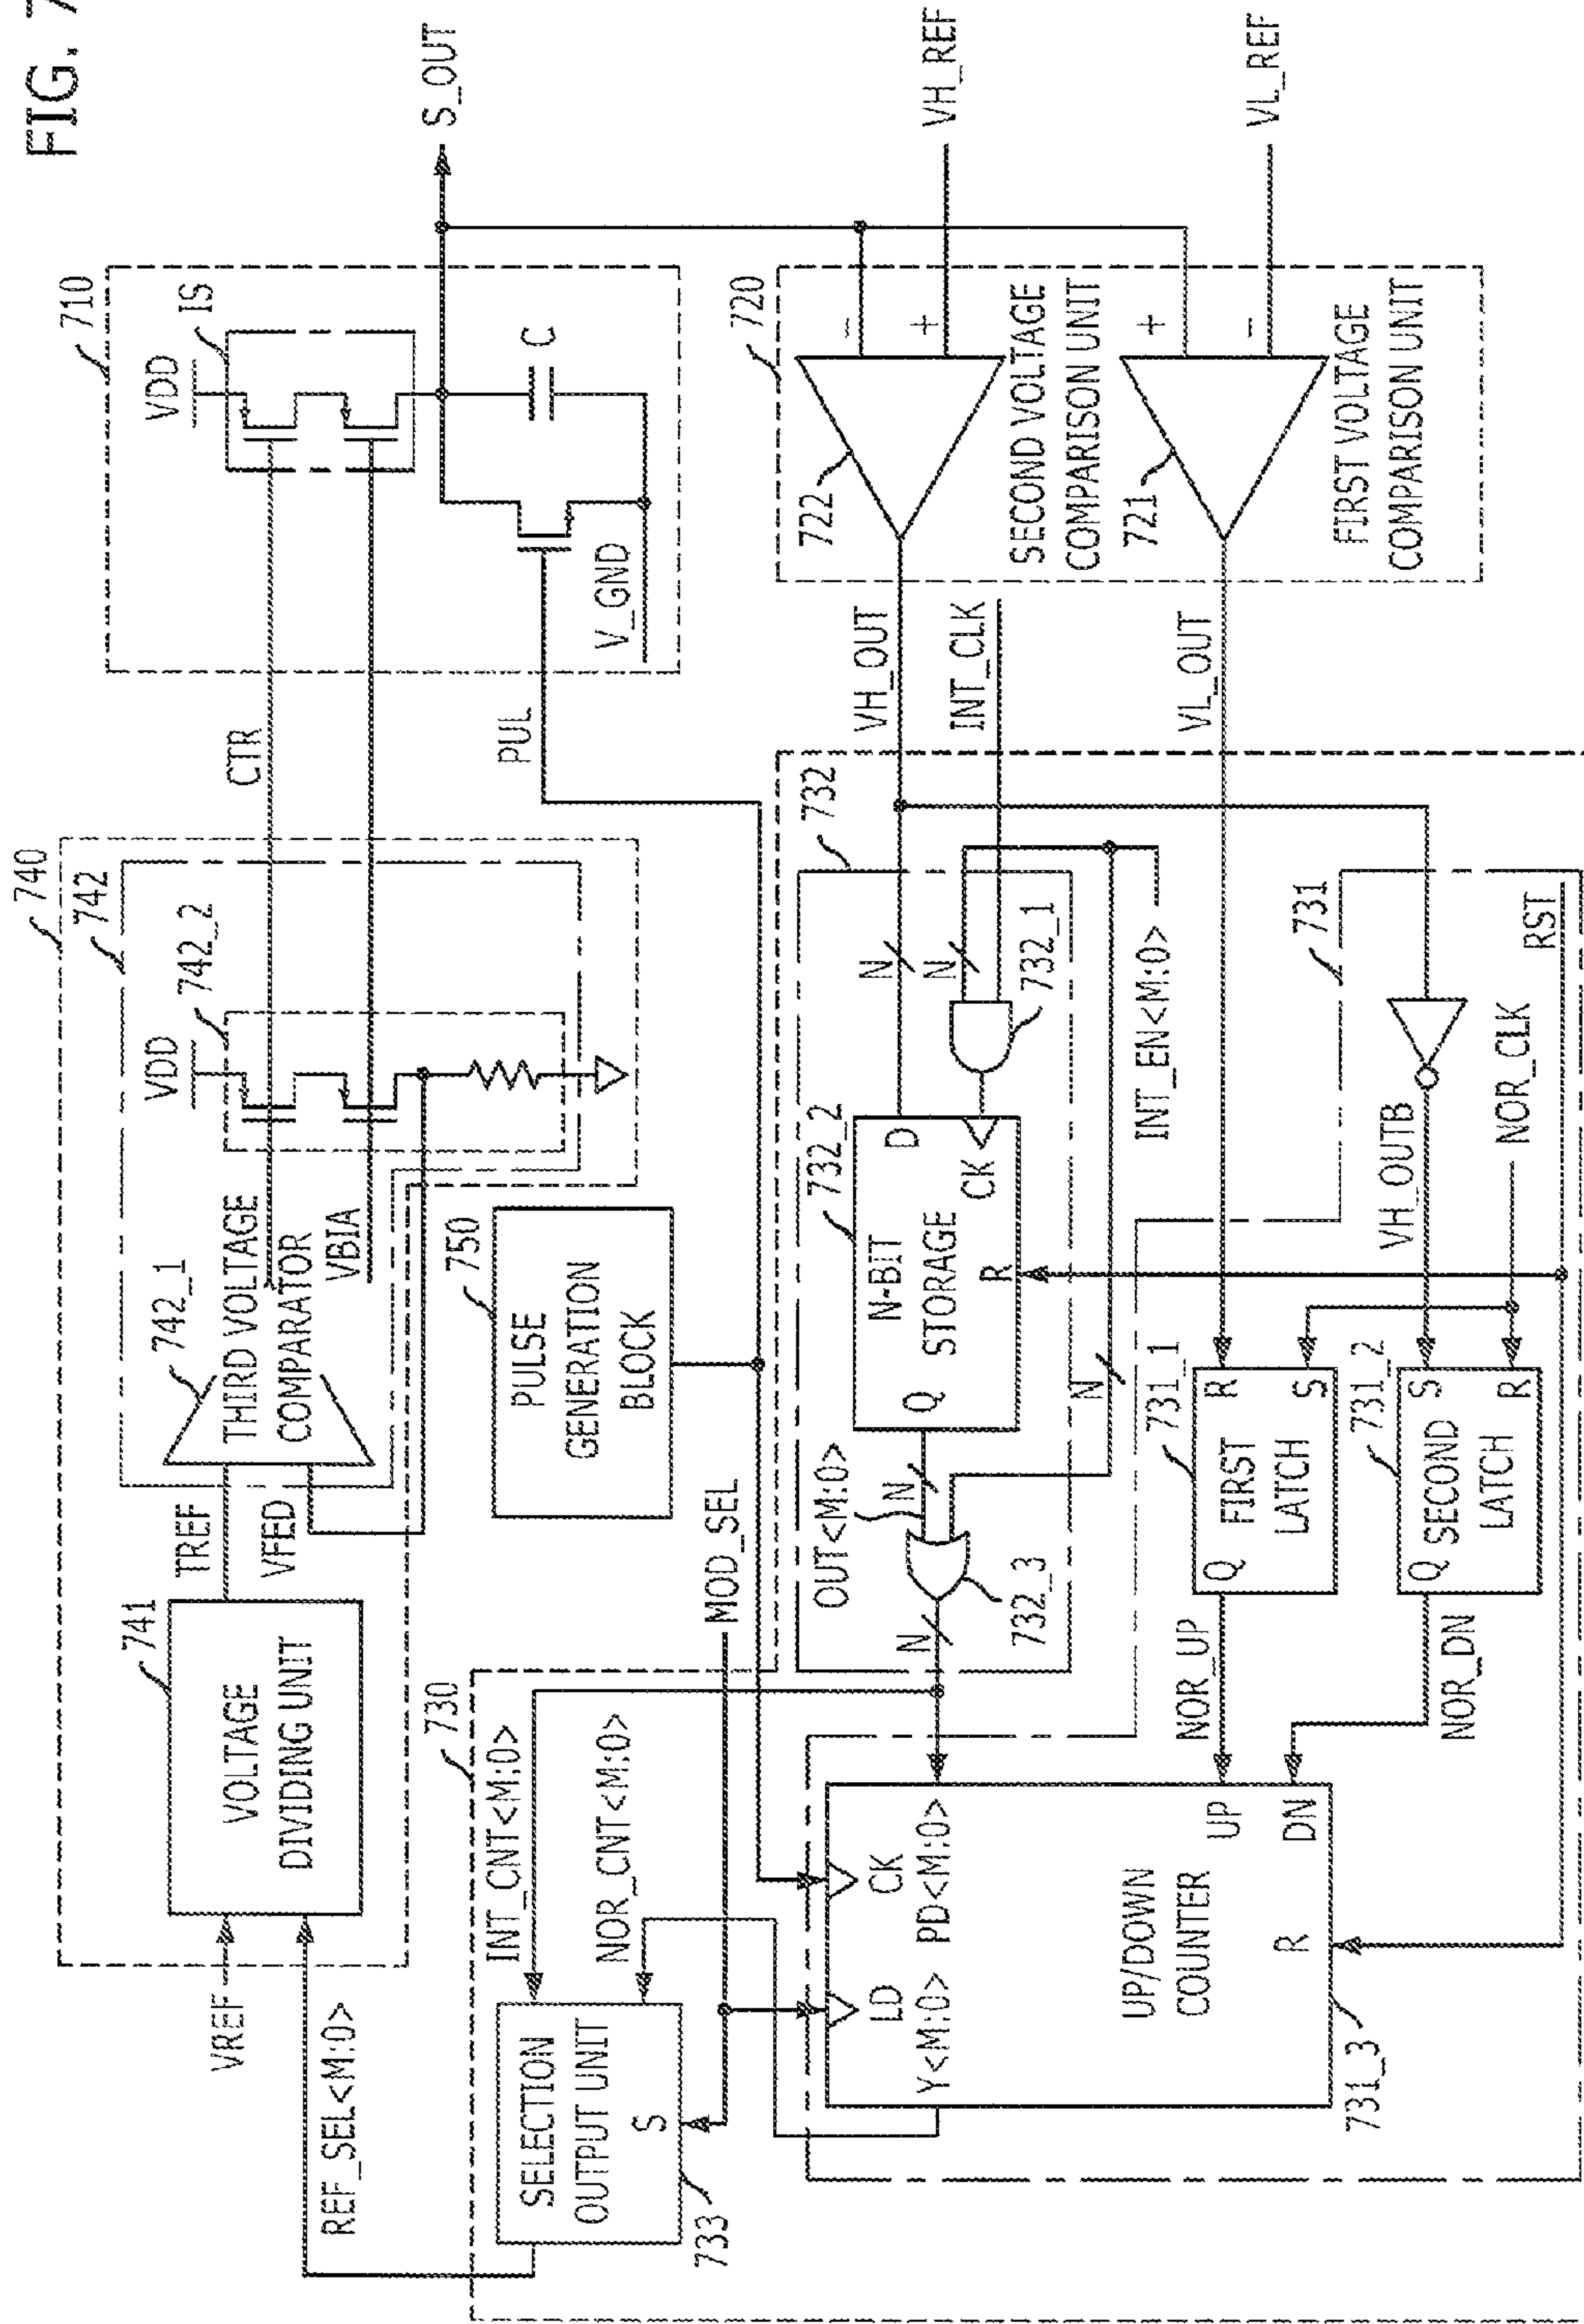 FIG. 7
740
742
742_2
742_1
VDD
THIRD VOLTAGE
COMPARATOR
VBIA
CTR
710
IS
VDD
C
V_GND
PUL
S_OUT
741
VOLTAGE
DIVIDING UNIT
TREF
VFED
VREF
REF_SEL<M:0>
750
PULSE
GENERATION
BLOCK
MOD_SEL
730
INT_CNT<M:0>
NOR_CNT<M:0>
SELECTION
OUTPUT UNIT
S
733
720
-
+
722
SECOND VOLTAGE
COMPARISON UNIT
+
-
721
FIRST VOLTAGE
COMPARISON UNIT
VH_REF
VL_REF
VH_OUT
INT_CLK
VL_OUT
732
N
N
732_1
732_2
D
CK
N-BIT
STORAGE
Q
R
OUT<M:0>
N
N
732_3
INT_EN<M:0>
N
731
RST
VH_OUTB
NOR_CLK
731_1
R
S
Q
FIRST
LATCH
731_2
S
R
Q
SECOND
LATCH
NOR_UP
NOR_DN
LD
CK
Y<M:0>
PD<M:0>
UP
DN
UP/DOWN
COUNTER
R
731_3